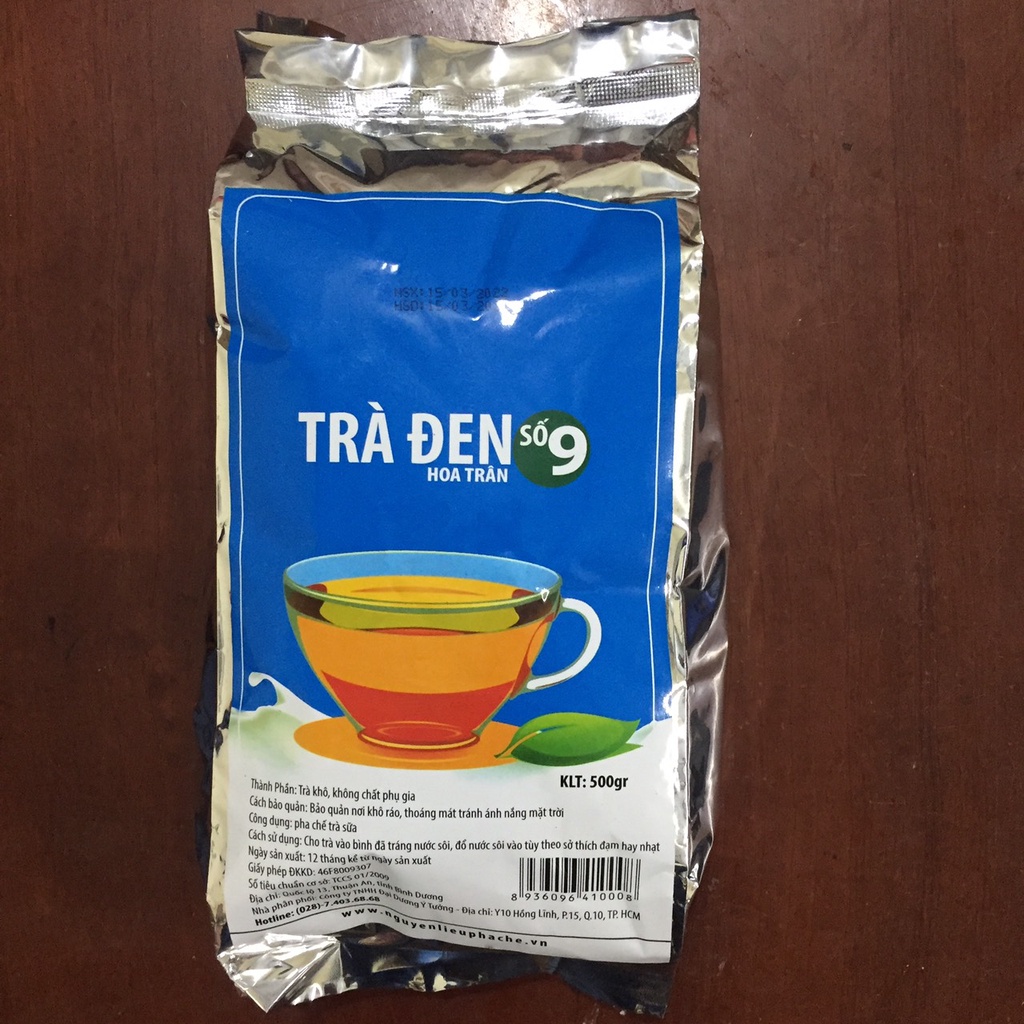 NSX:15/03/2022
HSD:15/03/20
TRÀ ĐEN SỐ 9
HOA TRÂN
KLT: 500gr
Thành Phần: Trà khô, không chất phụ gia
Cách bảo quản: Bảo quản nơi khô ráo, thoáng mát tránh ánh nắng mặt trời
Công dụng: pha chế trà sữa
Cách sử dụng: Cho trà vào bình đã tráng nước sôi, đổ nước sôi vào tùy theo sở thích đạm hay nhạt
Ngày sản xuất: 12 tháng kể từ ngày sản xuất
Giấy phép ĐKKD: 46F8009307
Số tiêu chuẩn cơ sở: TCCS 01/2009
Địa chỉ: Quốc lộ 13, Thuận An, tỉnh Bình Dương
Nhà phân phối: Công ty TNHH Đại Dương Ý Tưởng - Địa chỉ: Y10 Hồng Lĩnh, P.15, Q.10, TP. HCM
Hotline: (028)-7.403.68.68
8 936096 410008
www.nguyenlieuphache.vn